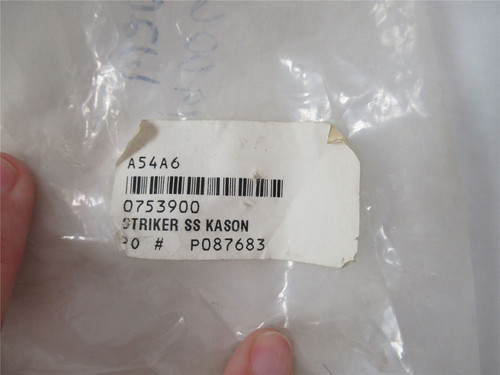 A54A6
0753900
STRIKER SS KASON
PO # P087683